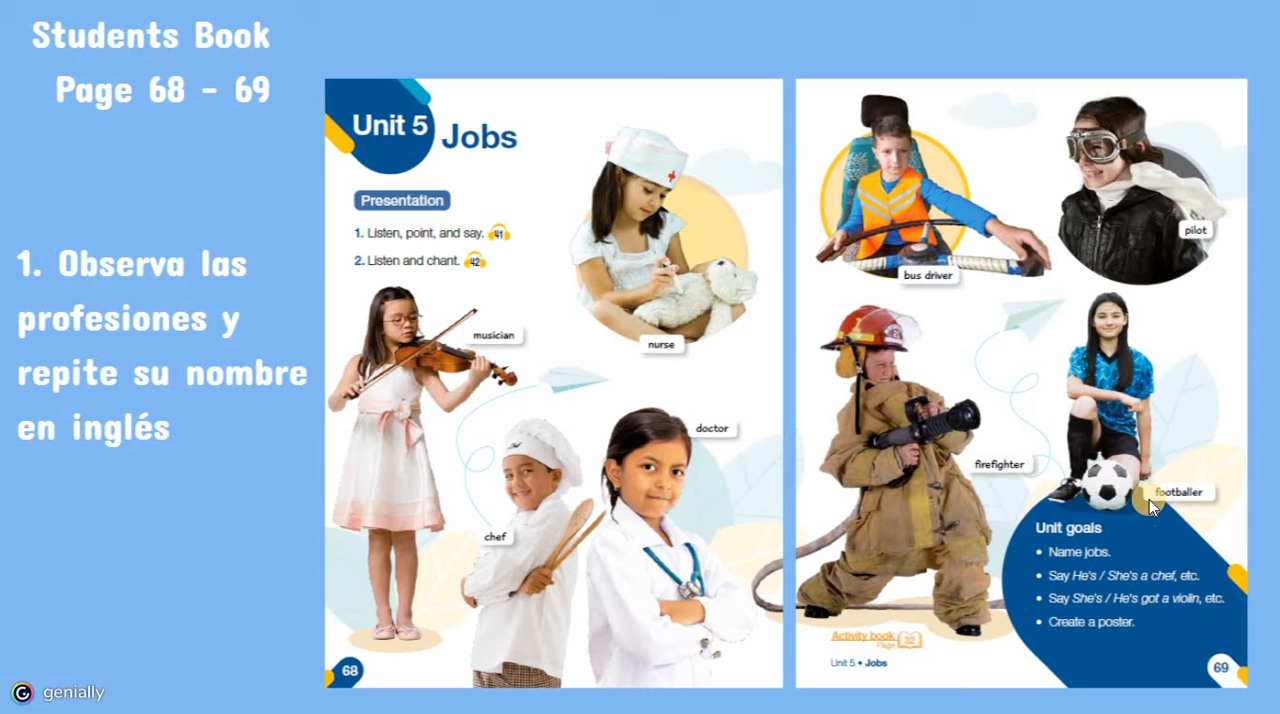 Students Book
Page 68 - 69
1. Observa las
profesiones y
repite su nombre
en inglés
Unit 5
Jobs
Presentation
1. Listen, point, and say. 41
2. Listen and chant. 42
musician
nurse
chef
doctor
68
bus driver
pilot
firefighter
footballer
Unit goals
• Name jobs.
• Say He's / She's a chef, etc.
• Say She's / He's got a violin, etc.
• Create a poster.
Activity book
Page 32
Unit 5 • Jobs
69
genially